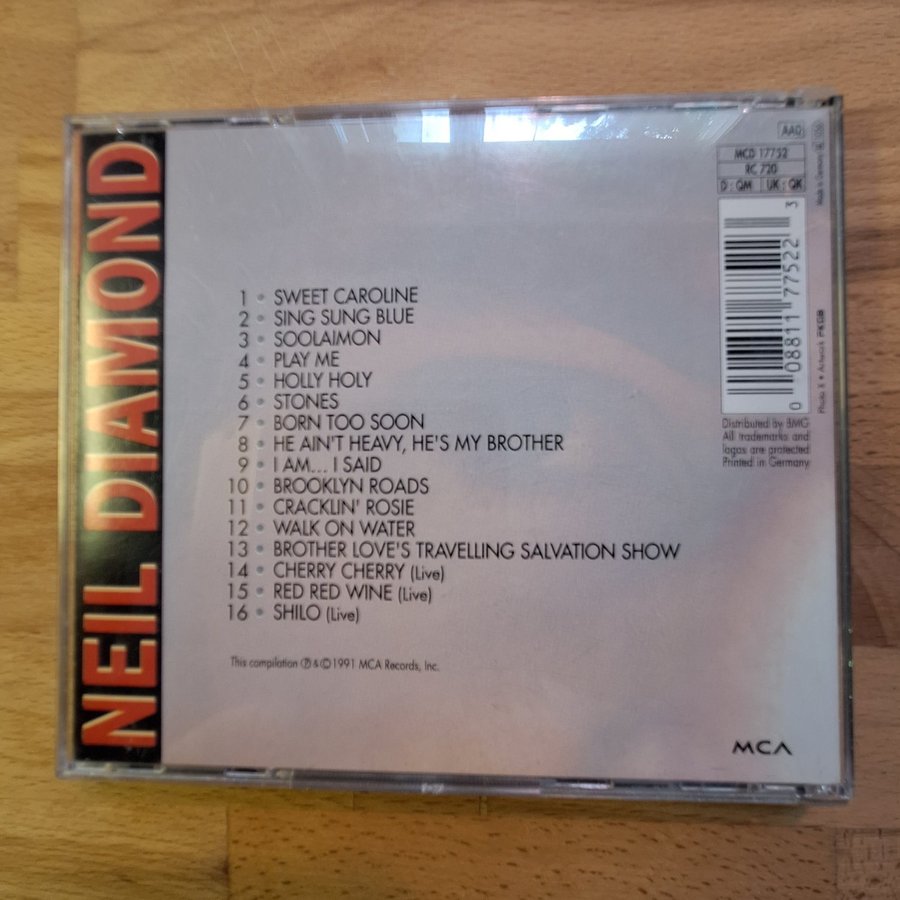 NEIL DIAMOND
1 • SWEET CAROLINE
2 • SING SUNG BLUE
3 • SOOLAIMON
4 • PLAY ME
5 • HOLLY HOLY
6 • STONES
7 • BORN TOO SOON
8 • HE AIN'T HEAVY, HE'S MY BROTHER
9 • I AM... I SAID
10 • BROOKLYN ROADS
11 • CRACKLIN' ROSIE
12 • WALK ON WATER
13 • BROTHER LOVE'S TRAVELLING SALVATION SHOW
14 • CHERRY CHERRY (Live)
15 • RED RED WINE (Live)
16 • SHILO (Live)
This compilation ℗ & © 1991 MCA Records, Inc.
AAD
MCD 17752
RC 720
D : QM UK : QK
Made in Germany
0 08811 77522 3
Distributed by BMG
All trademarks and
logos are protected
Printed in Germany
MCA